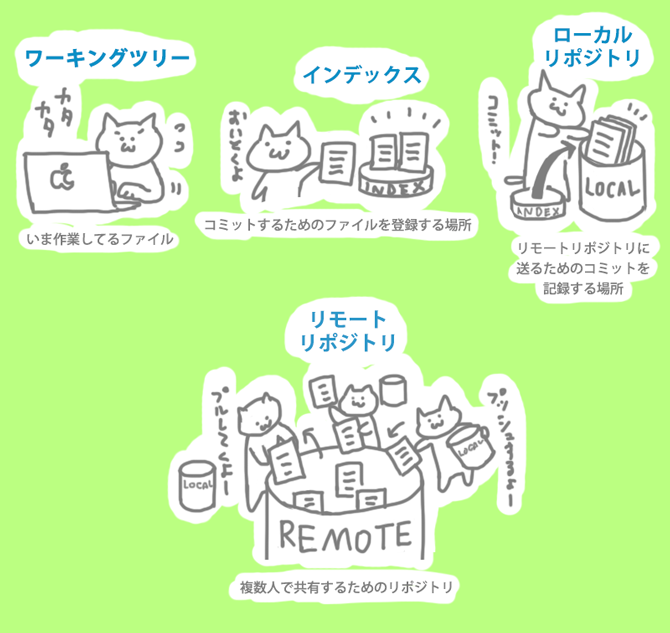 ワーキングツリー
カタ
カタ
ッッ
いま作業してるファイル
インデックス
おいとくよ
INDEX
コミットするためのファイルを登録する場所
ローカル
リポジトリ
コミット!
LOCAL
INDEX
リモートリポジトリに
送るためのコミットを
記録する場所
リモート
リポジトリ
プルしてくよー
LOCAL
プッシュするよー
LOCAL
REMOTE
複数人で共有するためのリポジトリ